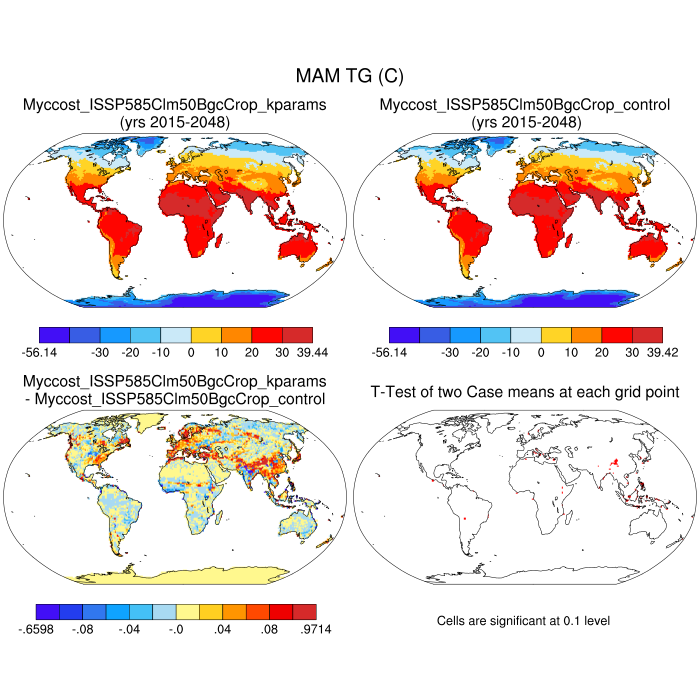 MAM TG (C)
Myccost_ISSP585Clm50BgcCrop_kparams
(yrs 2015-2048)
Myccost_ISSP585Clm50BgcCrop_control
(yrs 2015-2048)
-56.14 -30 -20 -10 0 10 20 30 39.44
-56.14 -30 -20 -10 0 10 20 30 39.42
Myccost_ISSP585Clm50BgcCrop_kparams
- Myccost_ISSP585Clm50BgcCrop_control
T-Test of two Case means at each grid point
-.6598 -.08 -.04 -.0 .04 .08 .9714
Cells are significant at 0.1 level